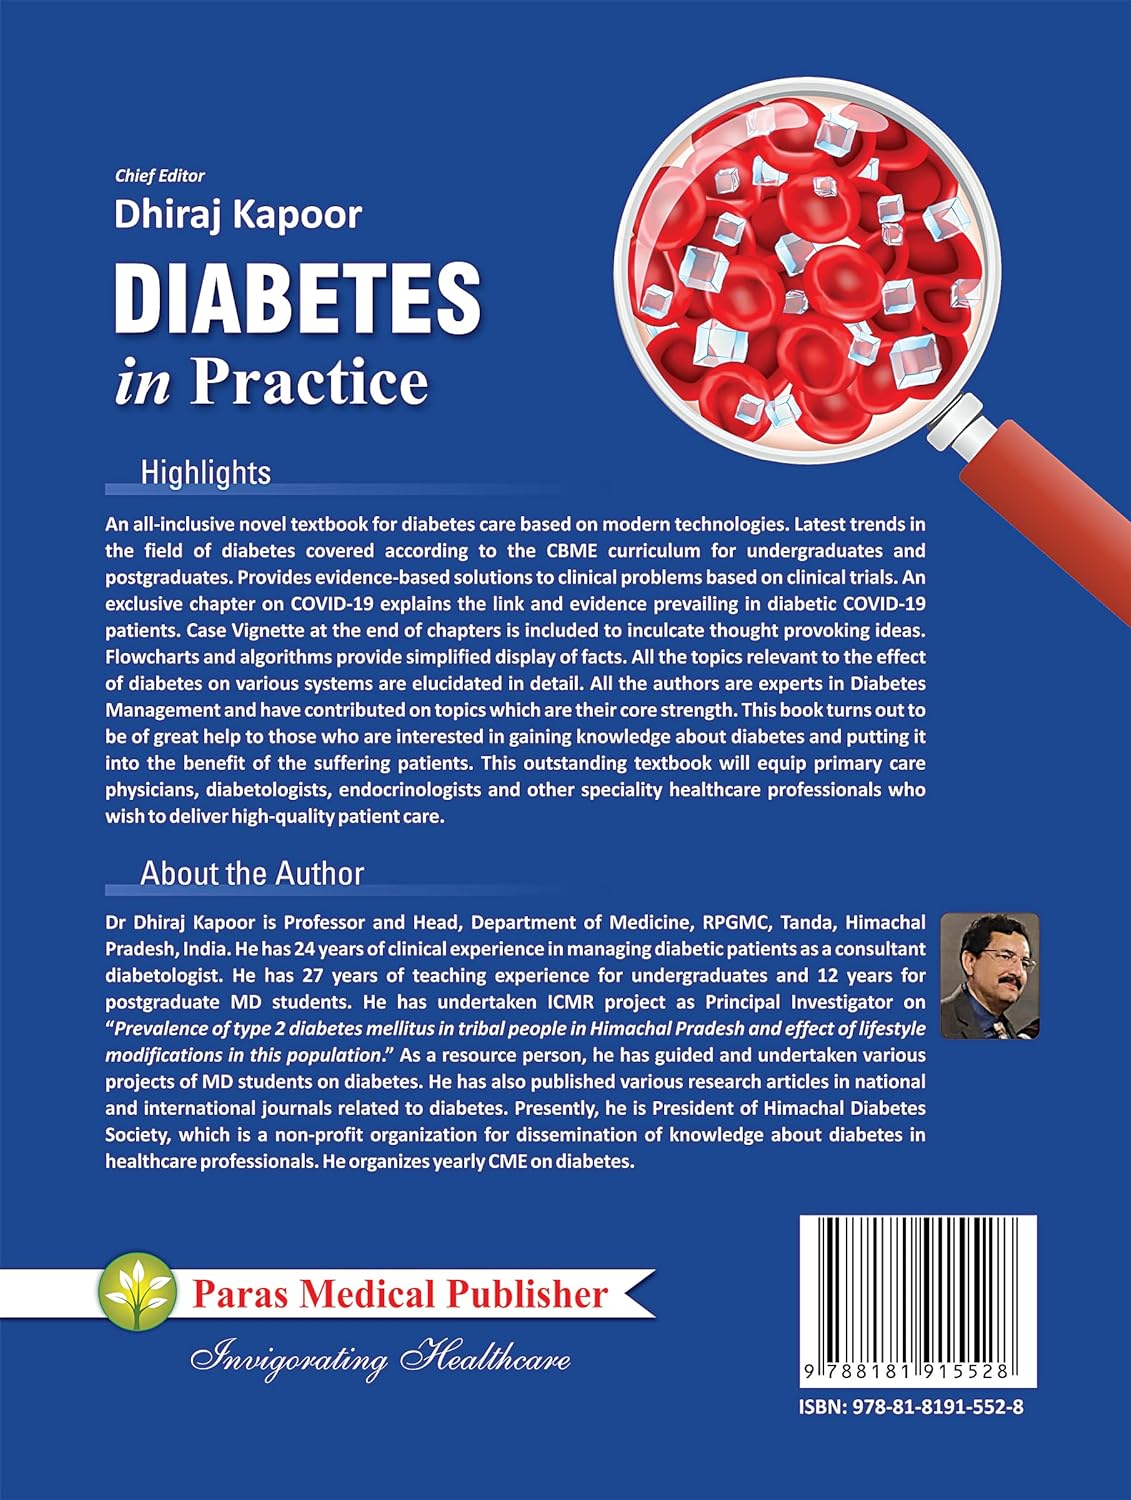 Chief Editor
Dhiraj Kapoor
DIABETES
in Practice
Highlights
An all-inclusive novel textbook for diabetes care based on modern technologies. Latest trends in
the field of diabetes covered according to the CBME curriculum for undergraduates and
postgraduates. Provides evidence-based solutions to clinical problems based on clinical trials. An
exclusive chapter on COVID-19 explains the link and evidence prevailing in diabetic COVID-19
patients. Case Vignette at the end of chapters is included to inculcate thought provoking ideas.
Flowcharts and algorithms provide simplified display of facts. All the topics relevant to the effect
of diabetes on various systems are elucidated in detail. All the authors are experts in Diabetes
Management and have contributed on topics which are their core strength. This book turns out to
be of great help to those who are interested in gaining knowledge about diabetes and putting it
into the benefit of the suffering patients. This outstanding textbook will equip primary care
physicians, diabetologists, endocrinologists and other speciality healthcare professionals who
wish to deliver high-quality patient care.
About the Author
Dr Dhiraj Kapoor is Professor and Head, Department of Medicine, RPGMC, Tanda, Himachal
Pradesh, India. He has 24 years of clinical experience in managing diabetic patients as a consultant
diabetologist. He has 27 years of teaching experience for undergraduates and 12 years for
postgraduate MD students. He has undertaken ICMR project as Principal Investigator on
“Prevalence of type 2 diabetes mellitus in tribal people in Himachal Pradesh and effect of lifestyle
modifications in this population.” As a resource person, he has guided and undertaken various
projects of MD students on diabetes. He has also published various research articles in national
and international journals related to diabetes. Presently, he is President of Himachal Diabetes
Society, which is a non-profit organization for dissemination of knowledge about diabetes in
healthcare professionals. He organizes yearly CME on diabetes.
Paras Medical Publisher
Invigorating Healthcare
9 788181 915528
ISBN: 978-81-8191-552-8